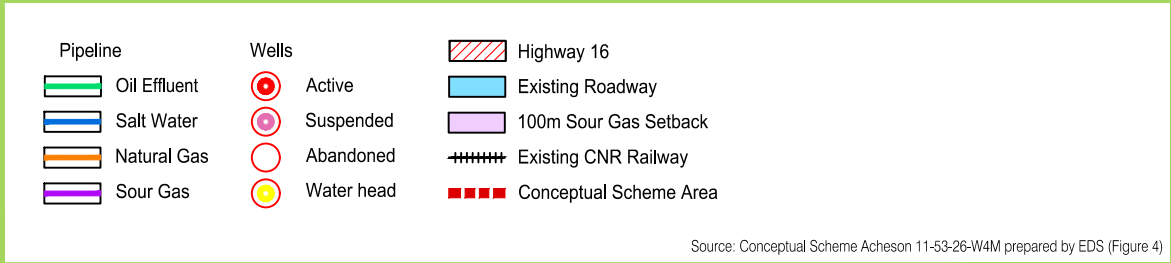 Pipeline
Oil Effluent
Salt Water
Natural Gas
Sour Gas
Wells
Active
Suspended
Abandoned
Water head
Highway 16
Existing Roadway
100m Sour Gas Setback
Existing CNR Railway
Conceptual Scheme Area
Source: Conceptual Scheme Acheson 11-53-26-W4M prepared by EDS (Figure 4)